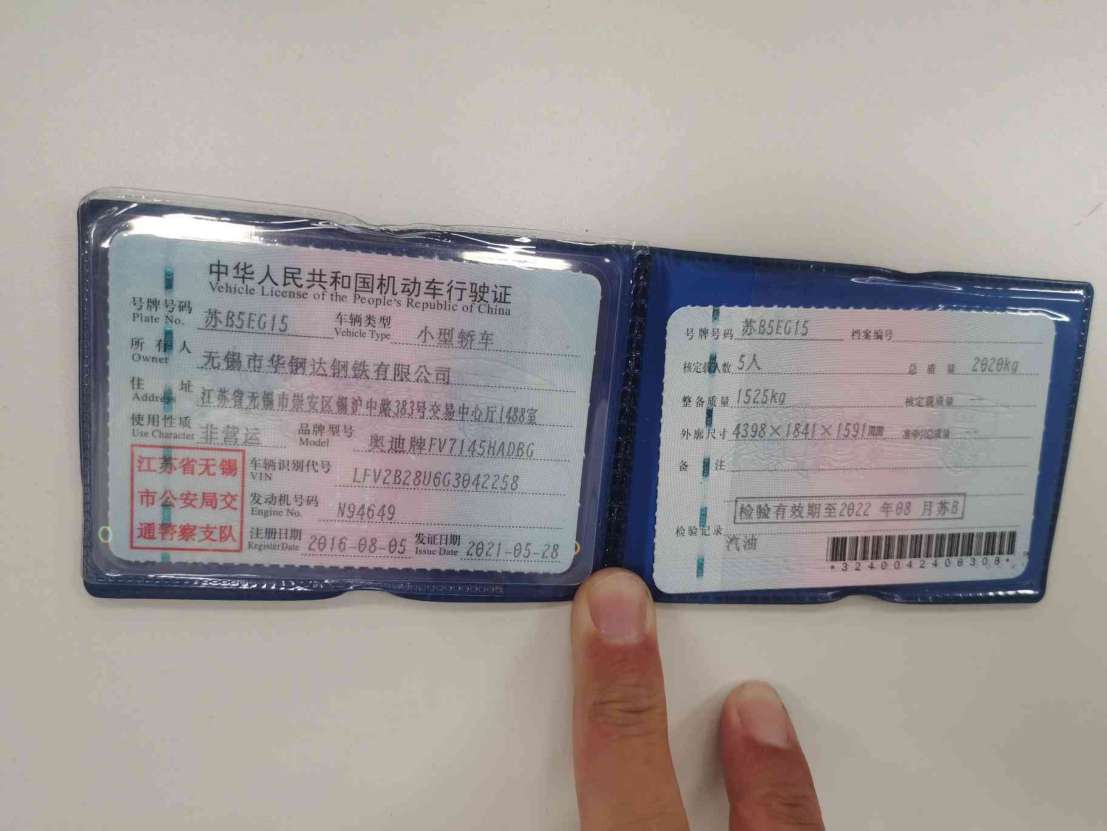 中华人民共和国机动车行驶证
Vehicle License of the People's Republic of China
号牌号码 苏B5EG15 车辆类型 小型轿车
Plate No. Vehicle Type
所有人 无锡市华钢达钢铁有限公司
Owner
住址 江苏省无锡市崇安区锡沪中路383号交易中心厅1488室
Address
使用性质 非营运 品牌型号 奥迪牌FV7145HADBG
Use Character Model
江苏省无锡
市公安局交
通警察支队
车辆识别代号 LFV2B28U6G3042258
VIN
发动机号码 N94649
Engine No.
注册日期 2016-08-05 发证日期 2021-05-28
Register Date Issue Date
号牌号码 苏B5EG15 档案编号
核定载人数 5人 总质量 2020kg
整备质量 1525kg 核定载质量 --
外廓尺寸 4398×1841×1591mm 准牵引总质量 --
备注
检验有效期至2022年08月苏B
检验记录
汽油
*3240042408308*